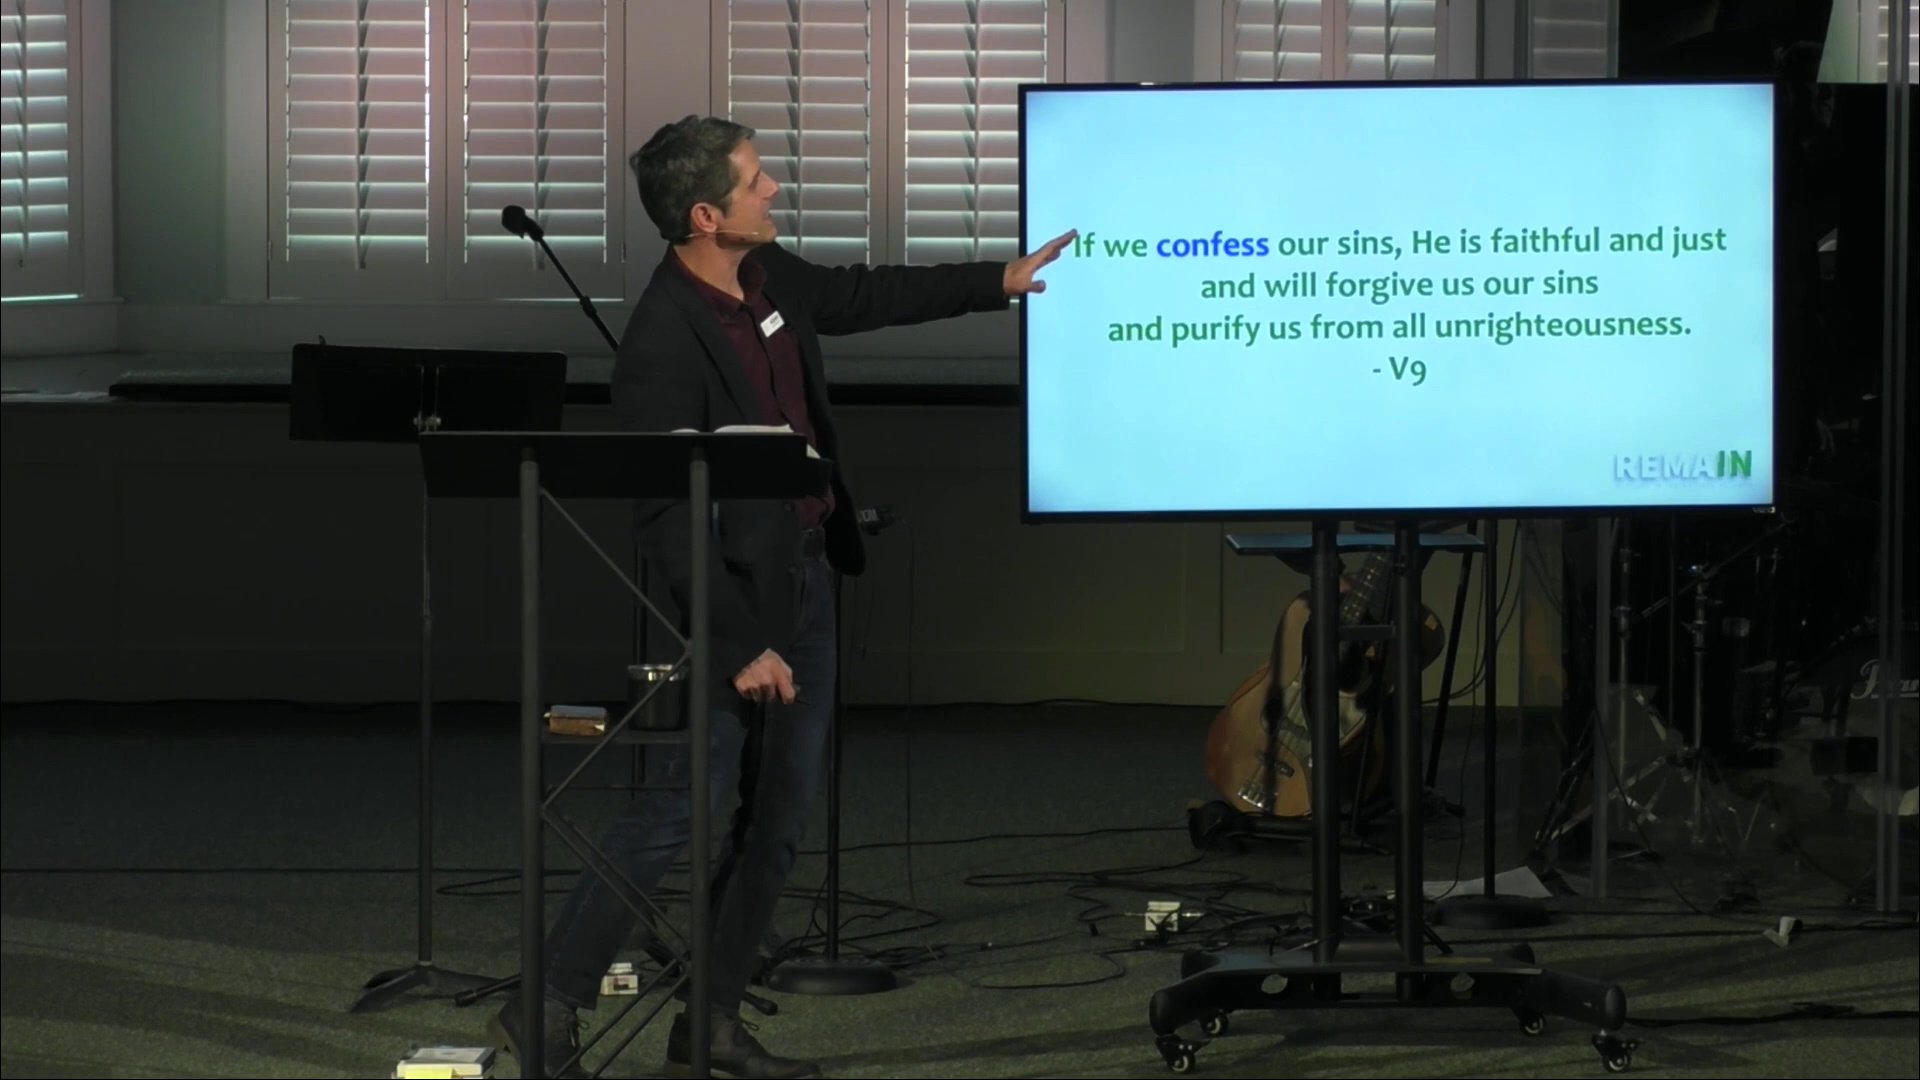 If we confess our sins, He is faithful and just
and will forgive us our sins
and purify us from all unrighteousness.
- V9
REMAIN